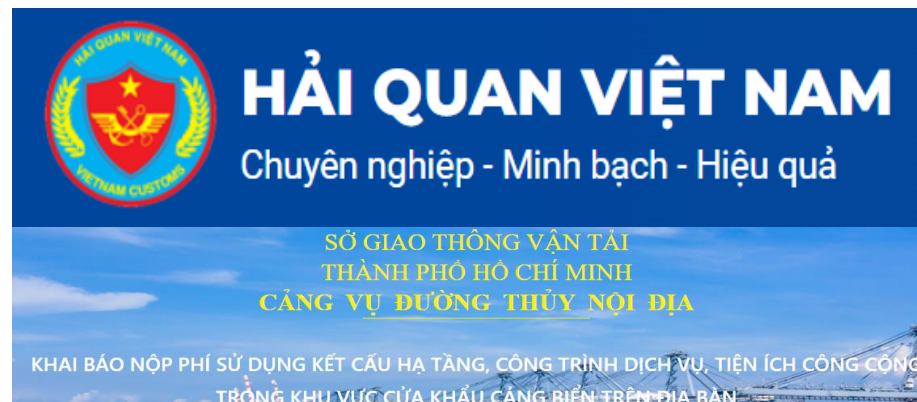 HẢI QUAN VIỆT NAM
VIETNAM CUSTOMS
HẢI QUAN VIỆT NAM
Chuyên nghiệp - Minh bạch - Hiệu quả
SỞ GIAO THÔNG VẬN TẢI
THÀNH PHỐ HỒ CHÍ MINH
CẢNG VỤ ĐƯỜNG THỦY NỘI ĐỊA
KHAI BÁO NỘP PHÍ SỬ DỤNG KẾT CẤU HẠ TẦNG, CÔNG TRÌNH DỊCH VỤ, TIỆN ÍCH CÔNG CỘNG
TRONG KHU VỰC CỬA KHẨU CẢNG BIỂN TRÊN ĐỊA BÀN